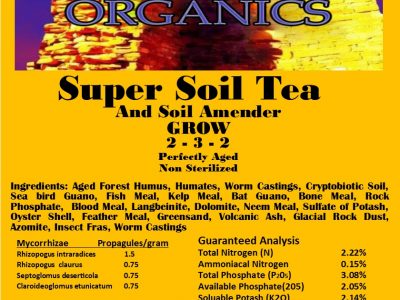 ORGANICS
Super Soil Tea
And Soil Amender
GROW
2 - 3 - 2
Perfectly Aged
Non Sterilized
Ingredients: Aged Forest Humus, Humates, Worm Castings, Cryptobiotic Soil,
Sea bird Guano, Fish Meal, Kelp Meal, Bat Guano, Bone Meal, Rock
Phosphate, Blood Meal, Langbeinite, Dolomite, Neem Meal, Sulfate of Potash,
Oyster Shell, Feather Meal, Greensand, Volcanic Ash, Glacial Rock Dust,
Azomite, Insect Fras, Worm Castings
Mycorrhizae Propagules/gram
Rhizopogus intraradices 1.5
Rhizopogus claurus 0.75
Septoglomus deserticola 0.75
Claroideoglomus etunicatum 0.75
Guaranteed Analysis
Total Nitrogen (N) 2.22%
Ammoniacal Nitrogen 0.15%
Total Phosphate (P2O5) 3.08%
Available Phosphate (205) 2.05%
Soluable Potash (K2O) 2.14%